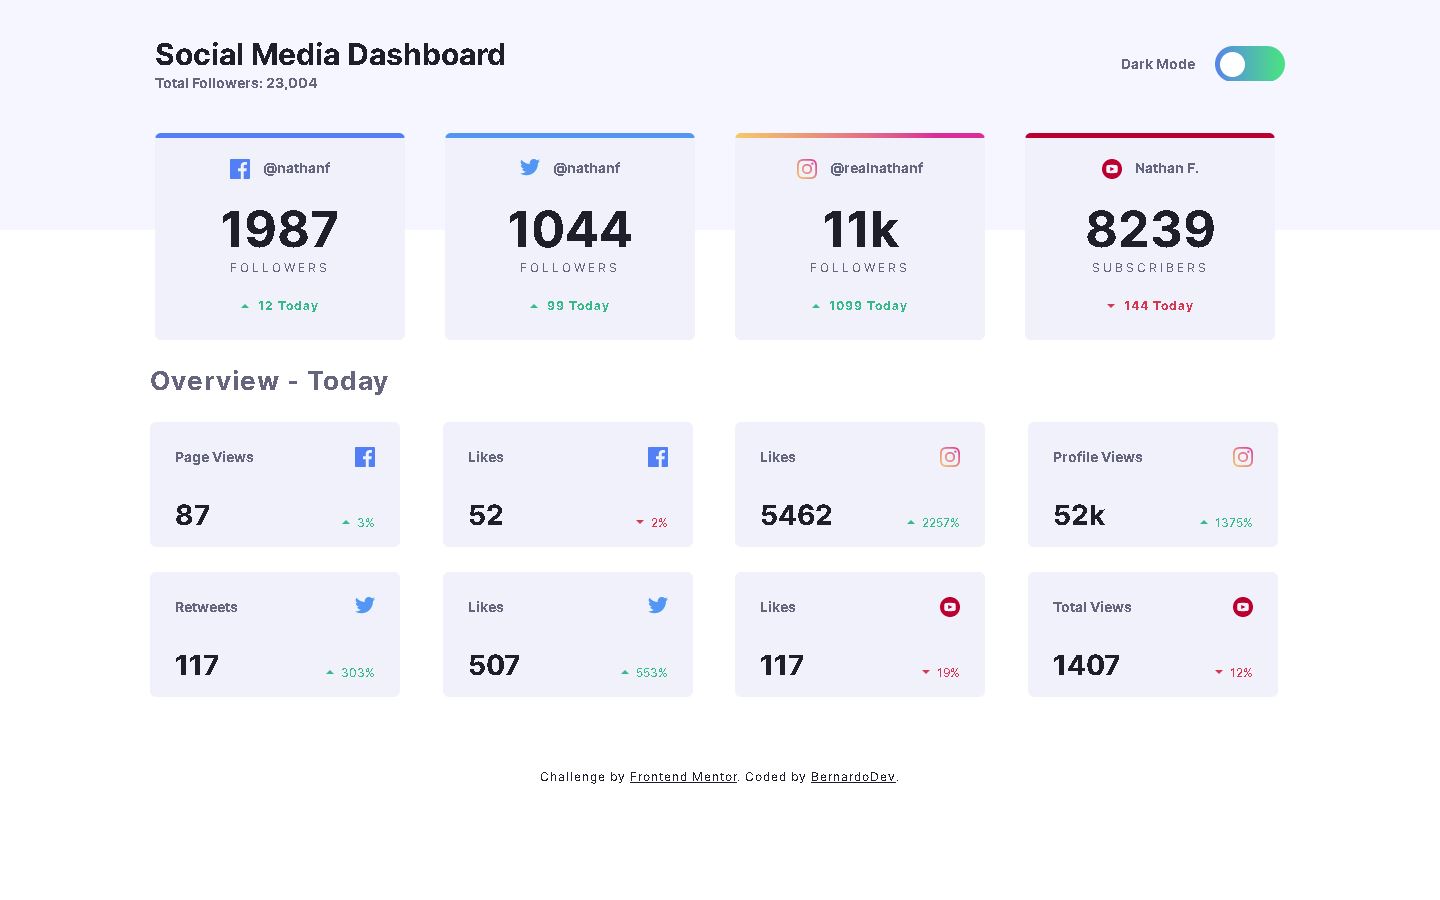 Social Media Dashboard
Total Followers: 23,004
Dark Mode
@nathanf
1987
FOLLOWERS
12 Today
@nathanf
1044
FOLLOWERS
99 Today
@realnathanf
11k
FOLLOWERS
1099 Today
Nathan F.
8239
SUBSCRIBERS
144 Today
Overview - Today
Page Views
87
3%
Likes
52
2%
Likes
5462
2257%
Profile Views
52k
1375%
Retweets
117
303%
Likes
507
553%
Likes
117
19%
Total Views
1407
12%
Challenge by Frontend Mentor. Coded by BernardoDev.